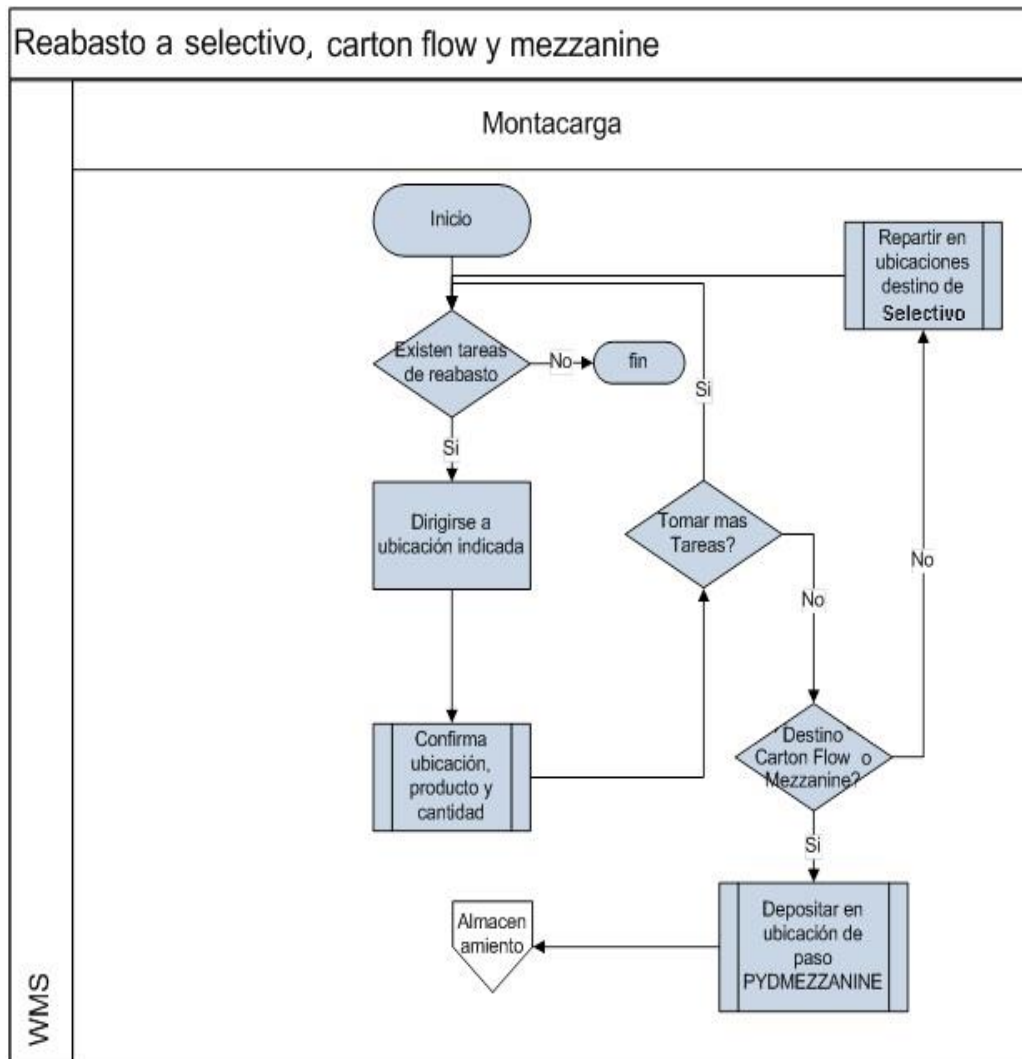 Reabasto a selectivo, carton flow y mezzanine
Montacarga
WMS
Inicio
Existen tareas
de reabasto
No
fin
Si
Dirigirse a
ubicación indicada
Confirma
ubicación,
producto y
cantidad
Tomar mas
Tareas?
Si
No
Destino
Carton Flow o
Mezzanine?
No
Repartir en
ubicaciones
destino de
Selectivo
Si
Depositar en
ubicación de
paso
PYDMEZZANINE
Almacen
amiento